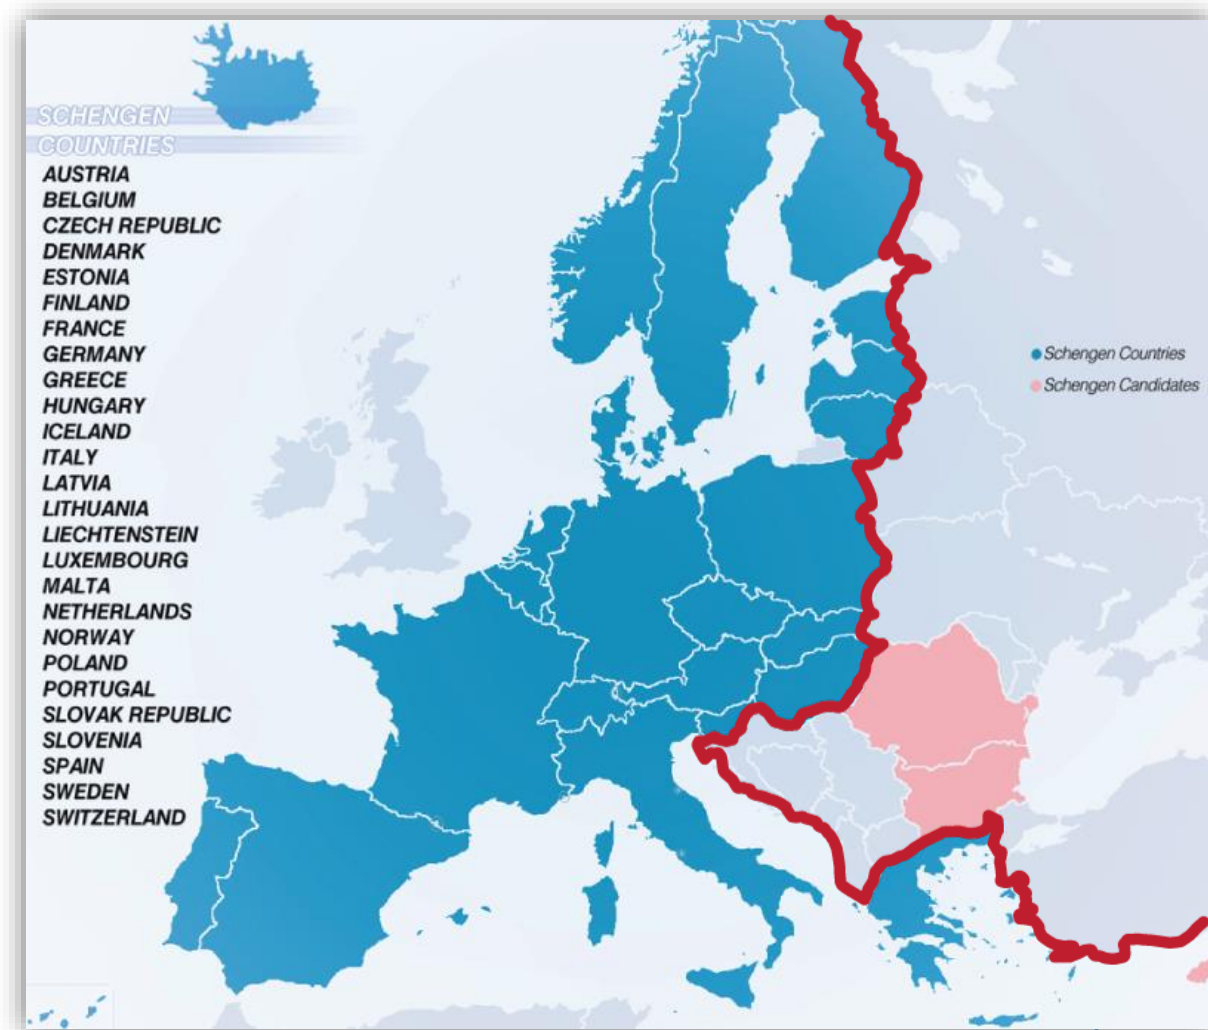 SCHENGEN
COUNTRIES
AUSTRIA
BELGIUM
CZECH REPUBLIC
DENMARK
ESTONIA
FINLAND
FRANCE
GERMANY
GREECE
HUNGARY
ICELAND
ITALY
LATVIA
LITHUANIA
LIECHTENSTEIN
LUXEMBOURG
MALTA
NETHERLANDS
NORWAY
POLAND
PORTUGAL
SLOVAK REPUBLIC
SLOVENIA
SPAIN
SWEDEN
SWITZERLAND
Schengen Countries
Schengen Candidates